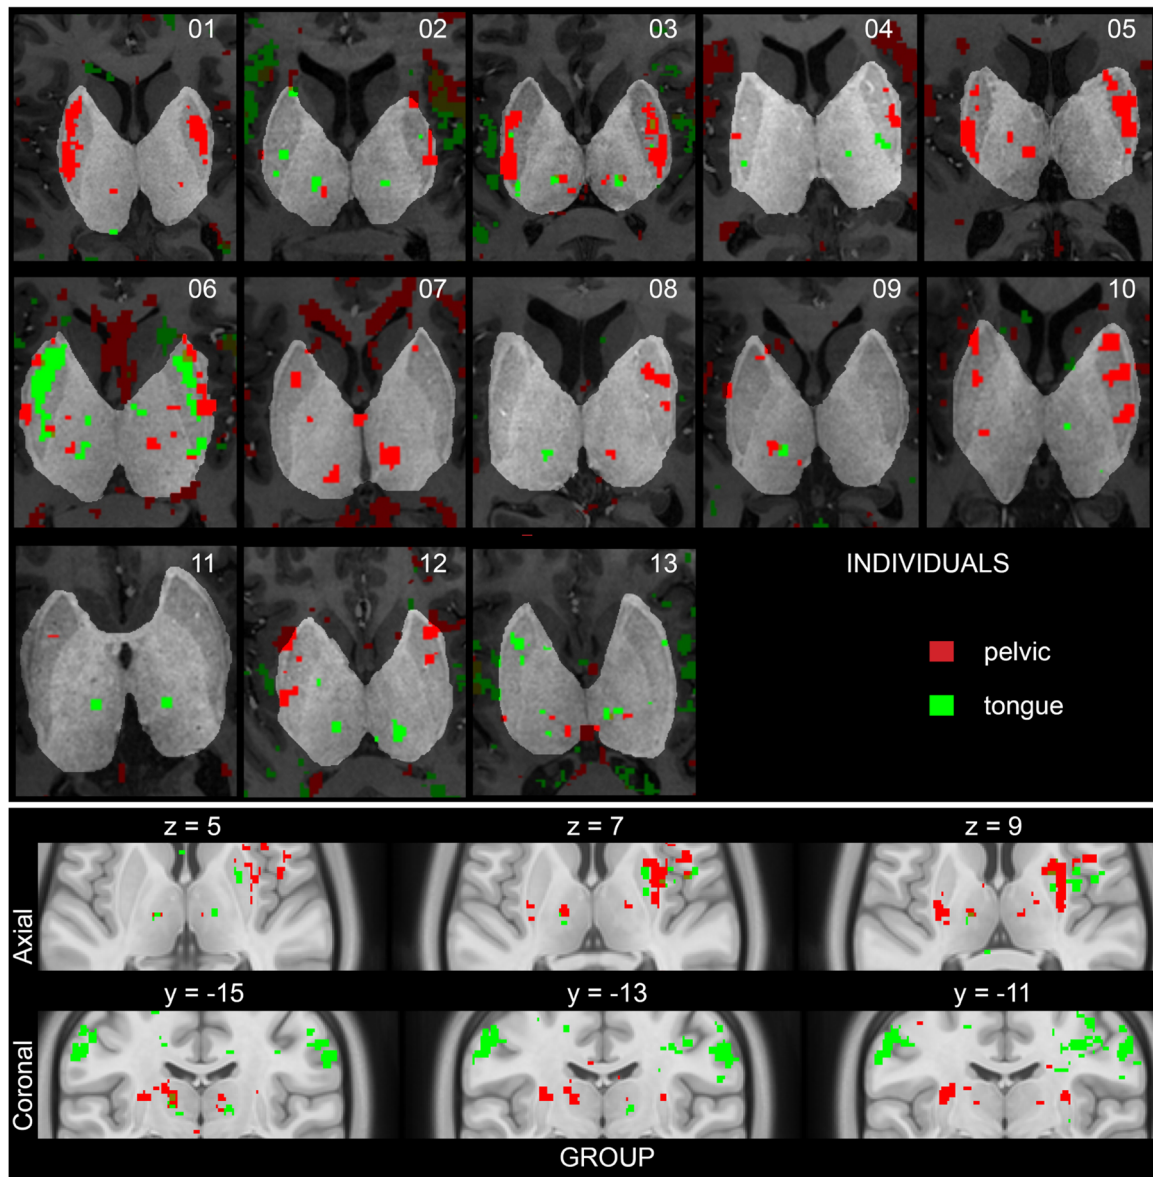 01 02 03 04 05
06 07 08 09 10
11 12 13
INDIVIDUALS
pelvic
tongue
z = 5 z = 7 z = 9
Axial
y = -15 y = -13 y = -11
Coronal
GROUP